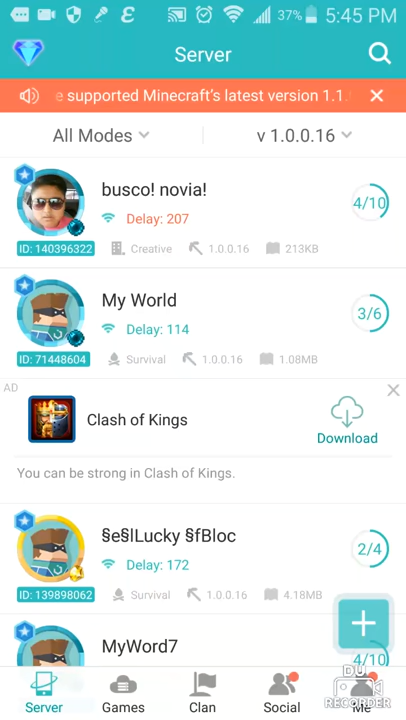 37% 5:45 PM
Server
e supported Minecraft's latest version 1.1.
All Modes
v 1.0.0.16
busco! novia!
Delay: 207
4/10
ID: 140396322
Creative
1.0.0.16
213KB
My World
Delay: 114
3/6
ID: 71448604
Survival
1.0.0.16
1.08MB
AD
Clash of Kings
Download
You can be strong in Clash of Kings.
§e§lLucky §fBloc
Delay: 172
2/4
ID: 139898062
Survival
1.0.0.16
4.18MB
MyWord7
4/10
Server
Games
Clan
Social
Me
DU
RECORDER